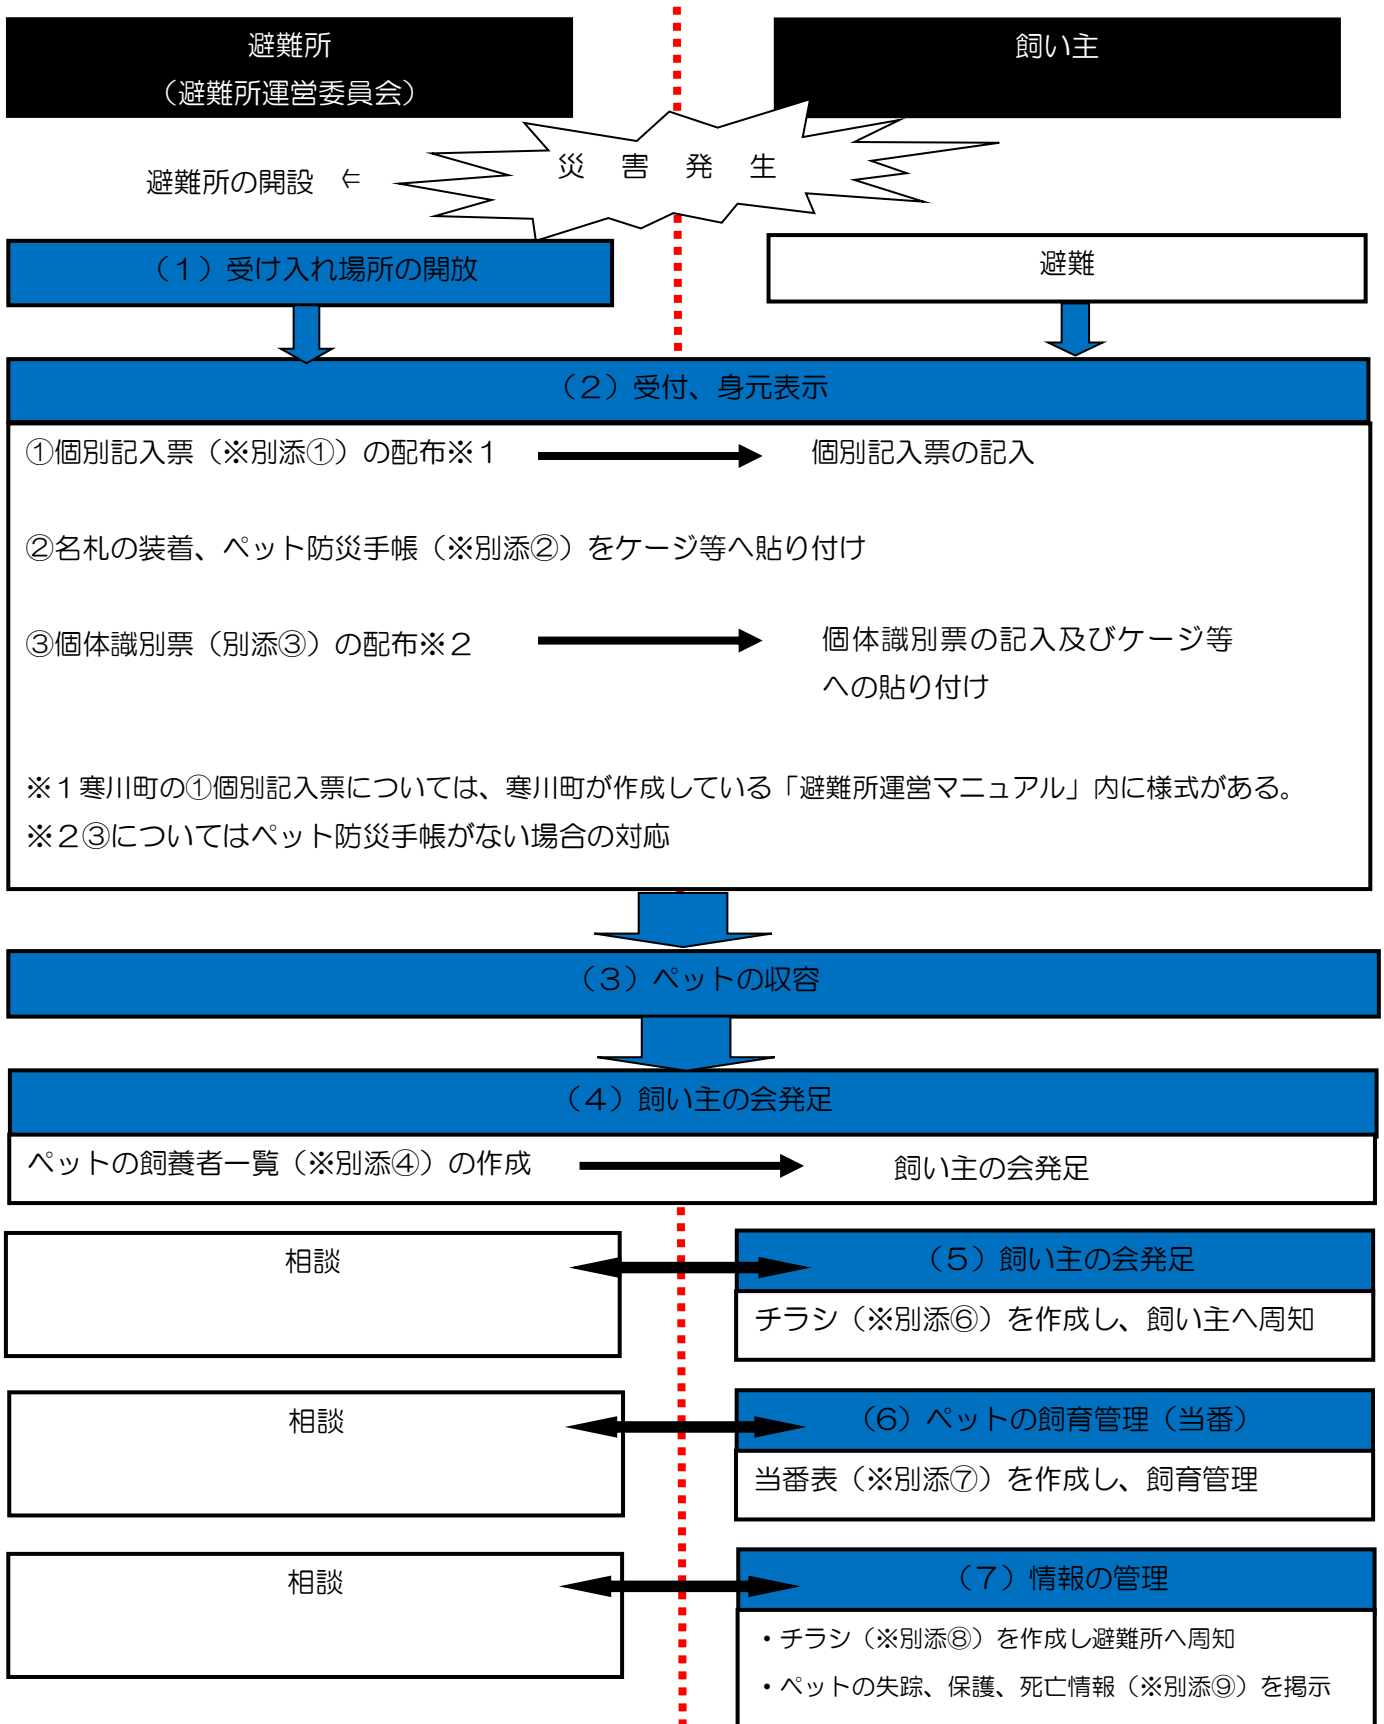 避難所
（避難所運営委員会）
飼い主
災　害　発　生
避難所の開設　⇐
（１）受け入れ場所の開放
避難
（２）受付、身元表示
①個別記入票（※別添①）の配布※１
個別記入票の記入
②名札の装着、ペット防災手帳（※別添②）をケージ等へ貼り付け
③個体識別票（別添③）の配布※２
個体識別票の記入及びケージ等
への貼り付け
※１寒川町の①個別記入票については、寒川町が作成している「避難所運営マニュアル」内に様式がある。
※２③についてはペット防災手帳がない場合の対応
（３）ペットの収容
（４）飼い主の会発足
ペットの飼養者一覧（※別添④）の作成
飼い主の会発足
相談
（５）飼い主の会発足
チラシ（※別添⑥）を作成し、飼い主へ周知
相談
（６）ペットの飼育管理（当番）
当番表（※別添⑦）を作成し、飼育管理
相談
（７）情報の管理
・チラシ（※別添⑧）を作成し避難所へ周知
・ペットの失踪、保護、死亡情報（※別添⑨）を掲示